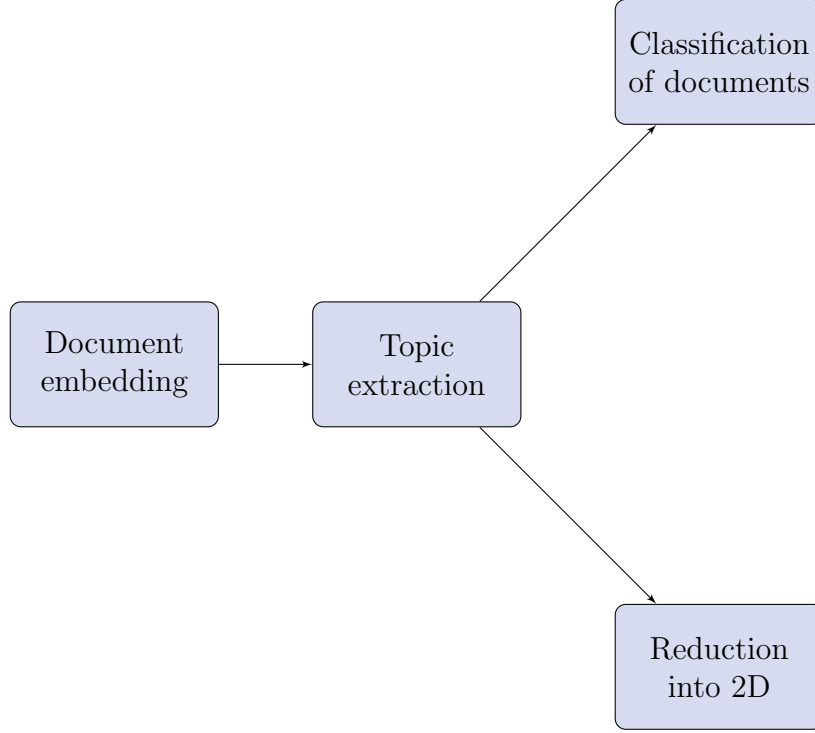 Classification
of documents
Document
embedding
Topic
extraction
Reduction
into 2D